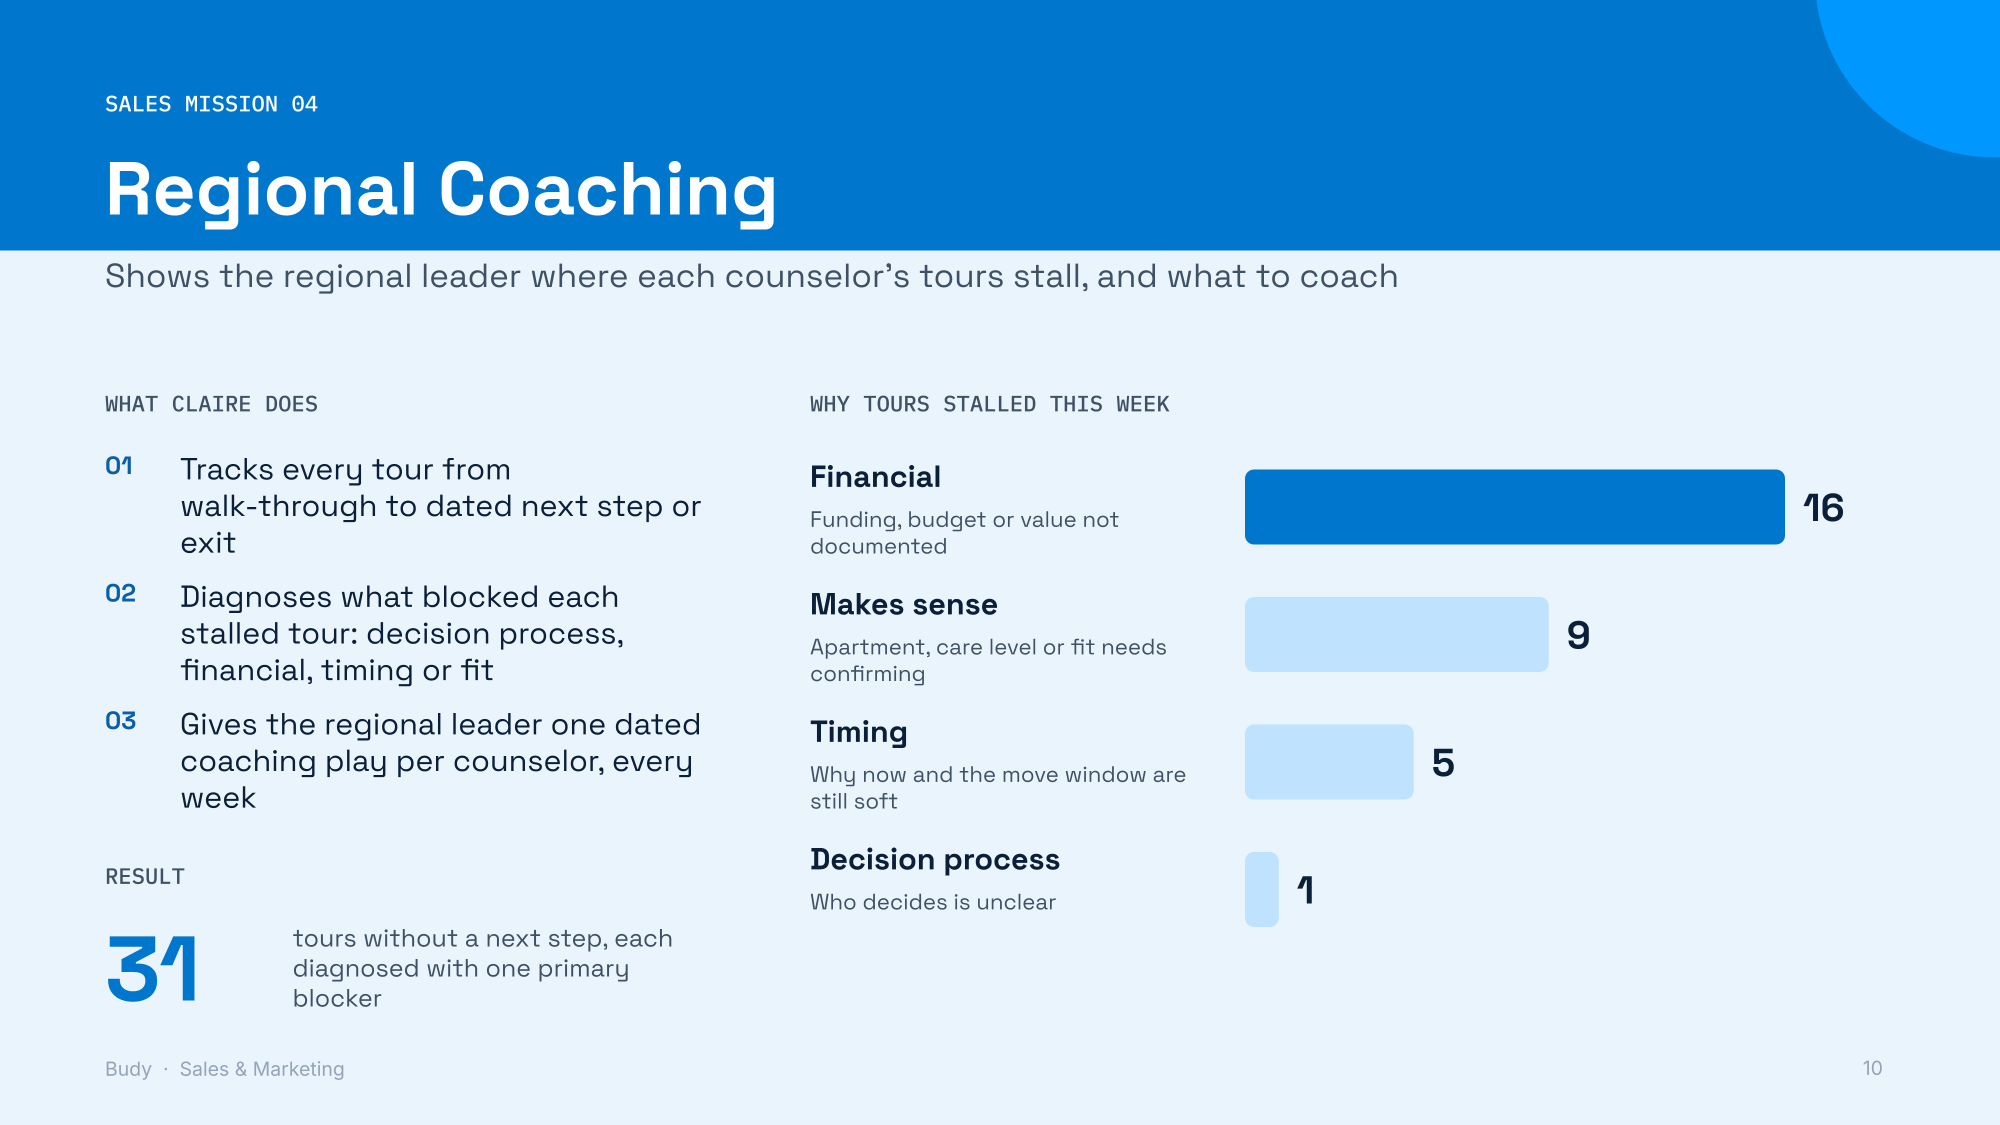 SALES MISSION 04
Regional Coaching
Shows the regional leader where each counselor’s tours stall, and what to coach
WHAT CLAIRE DOES
01
Tracks every tour from
walk-through to dated next step or
exit
02
Diagnoses what blocked each
stalled tour: decision process,
financial, timing or fit
03
Gives the regional leader one dated
coaching play per counselor, every
week
RESULT
31
tours without a next step, each
diagnosed with one primary
blocker
WHY TOURS STALLED THIS WEEK
Financial
Funding, budget or value not
documented
16
Makes sense
Apartment, care level or fit needs
confirming
9
Timing
Why now and the move window are
still soft
5
Decision process
Who decides is unclear
1
Budy · Sales & Marketing
10